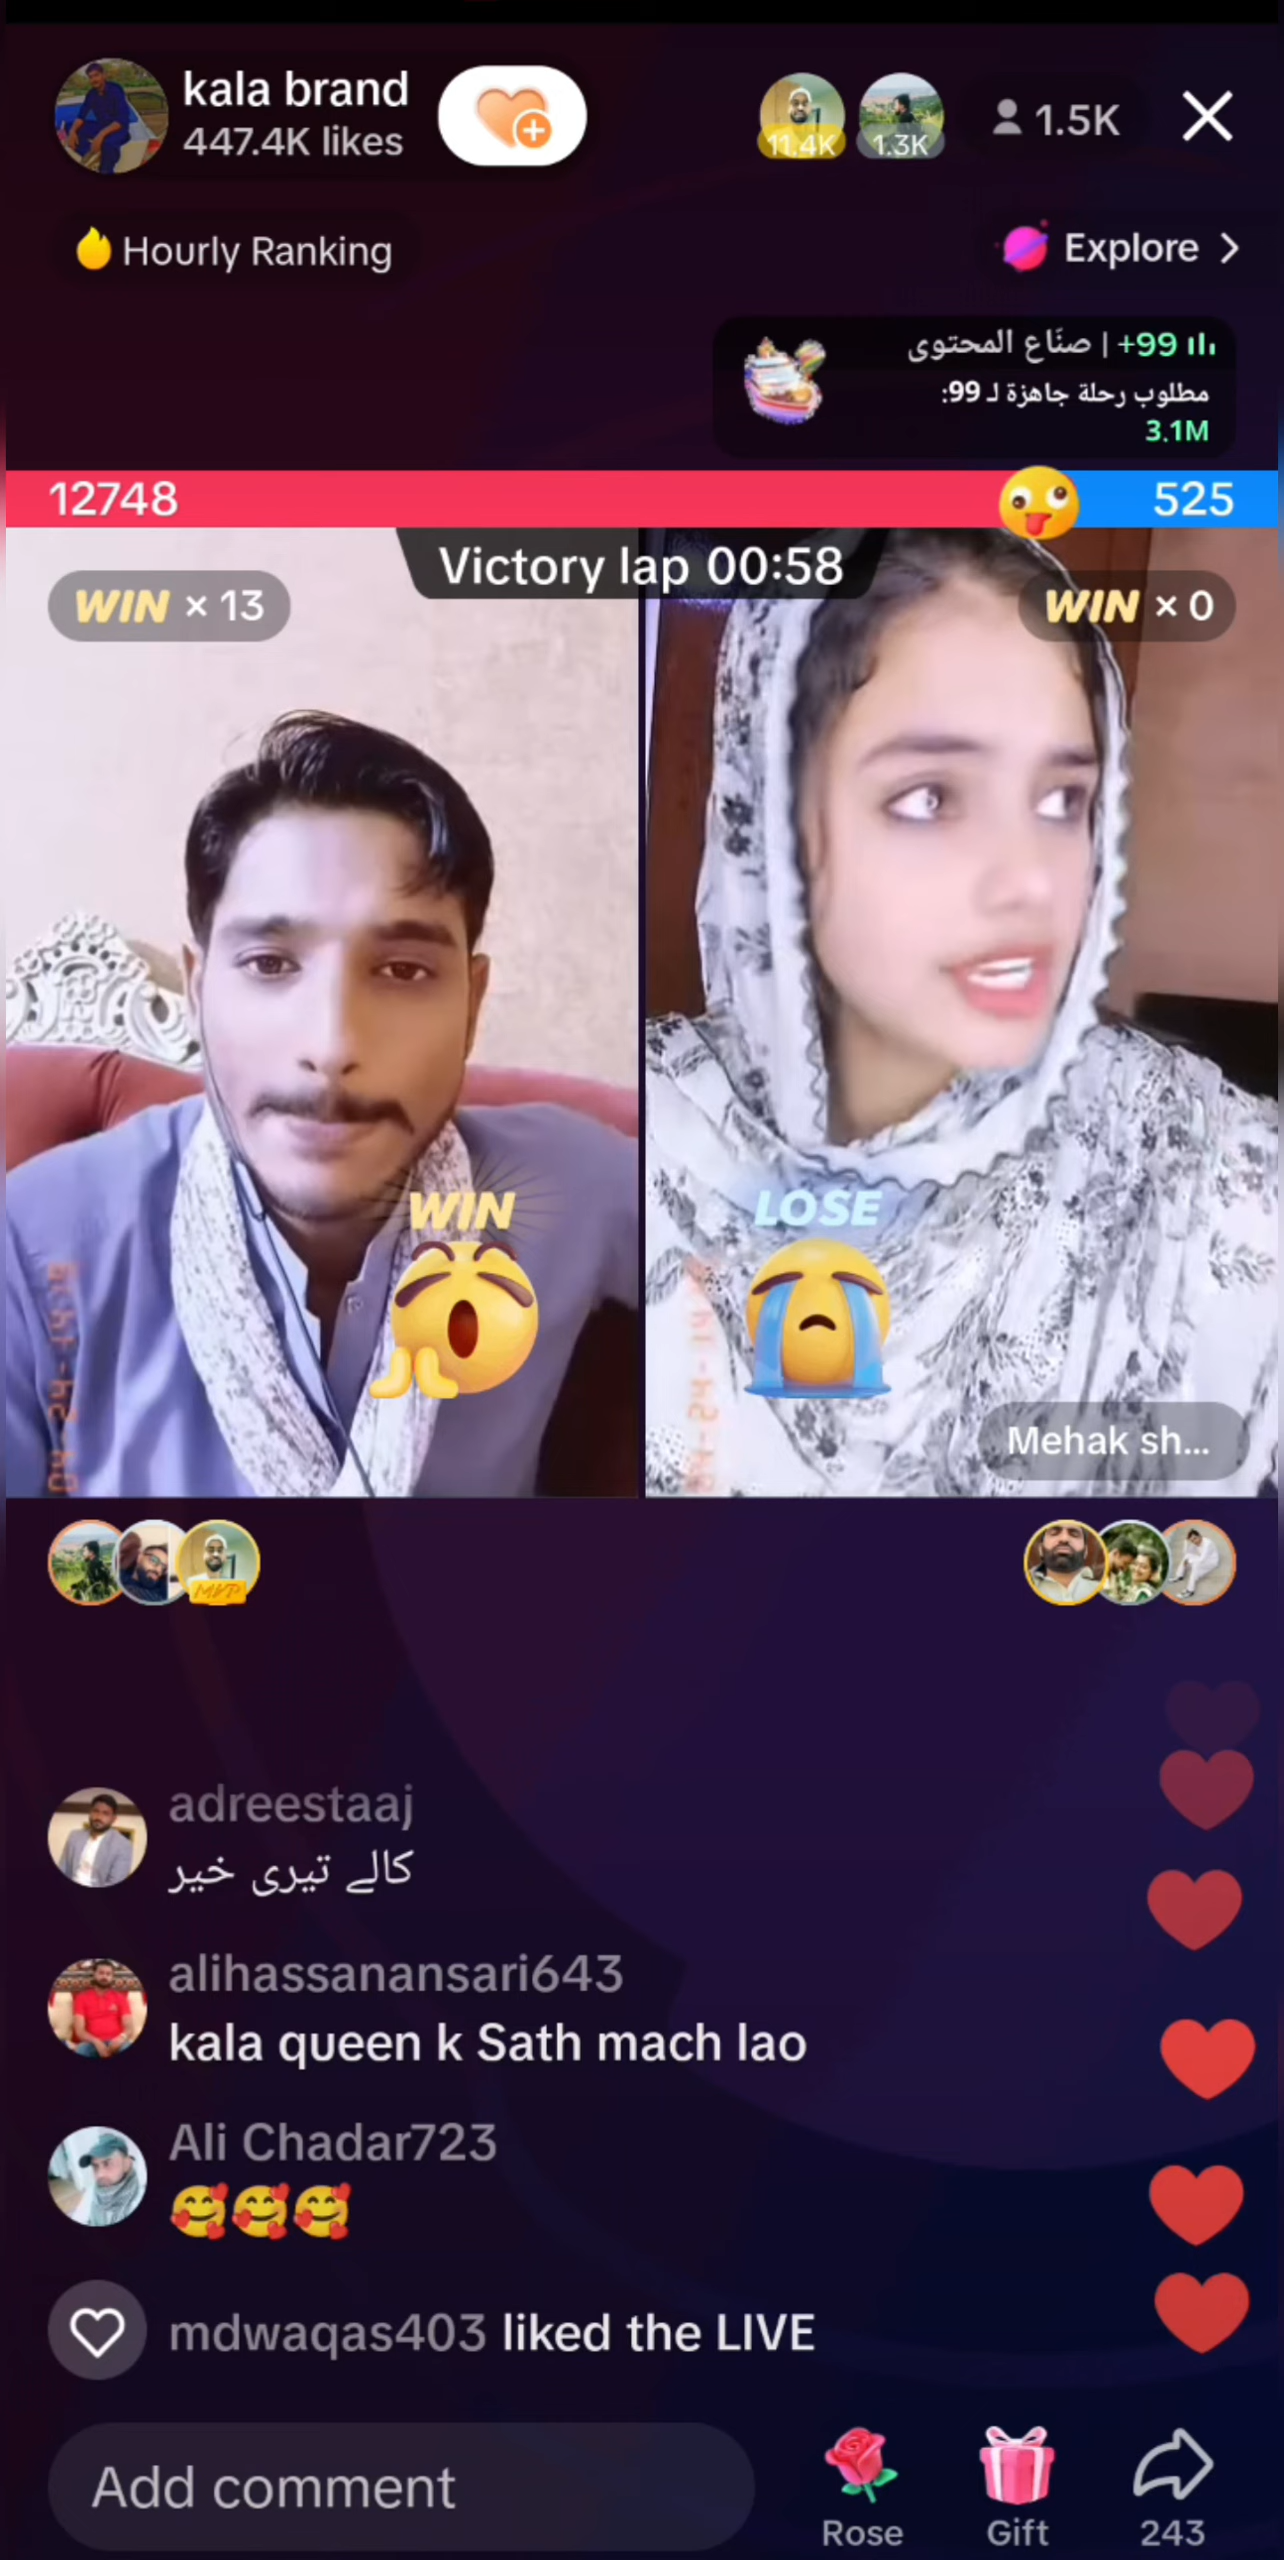 kala brand
447.4K likes
11.4K
1.3K
1.5K
Hourly Ranking
Explore
+99 | صنّاع المحتوى
مطلوب رحلة جاهزة لـ 99:
3.1M
12748
525
Victory lap 00:58
WIN × 13
WIN × 0
WIN
LOSE
Mehak sh...
MVP
adreestaaj
کالے تیری خیر
alihassanansari643
kala queen k Sath mach lao
Ali Chadar723
mdwaqas403 liked the LIVE
Add comment
Rose
Gift
243